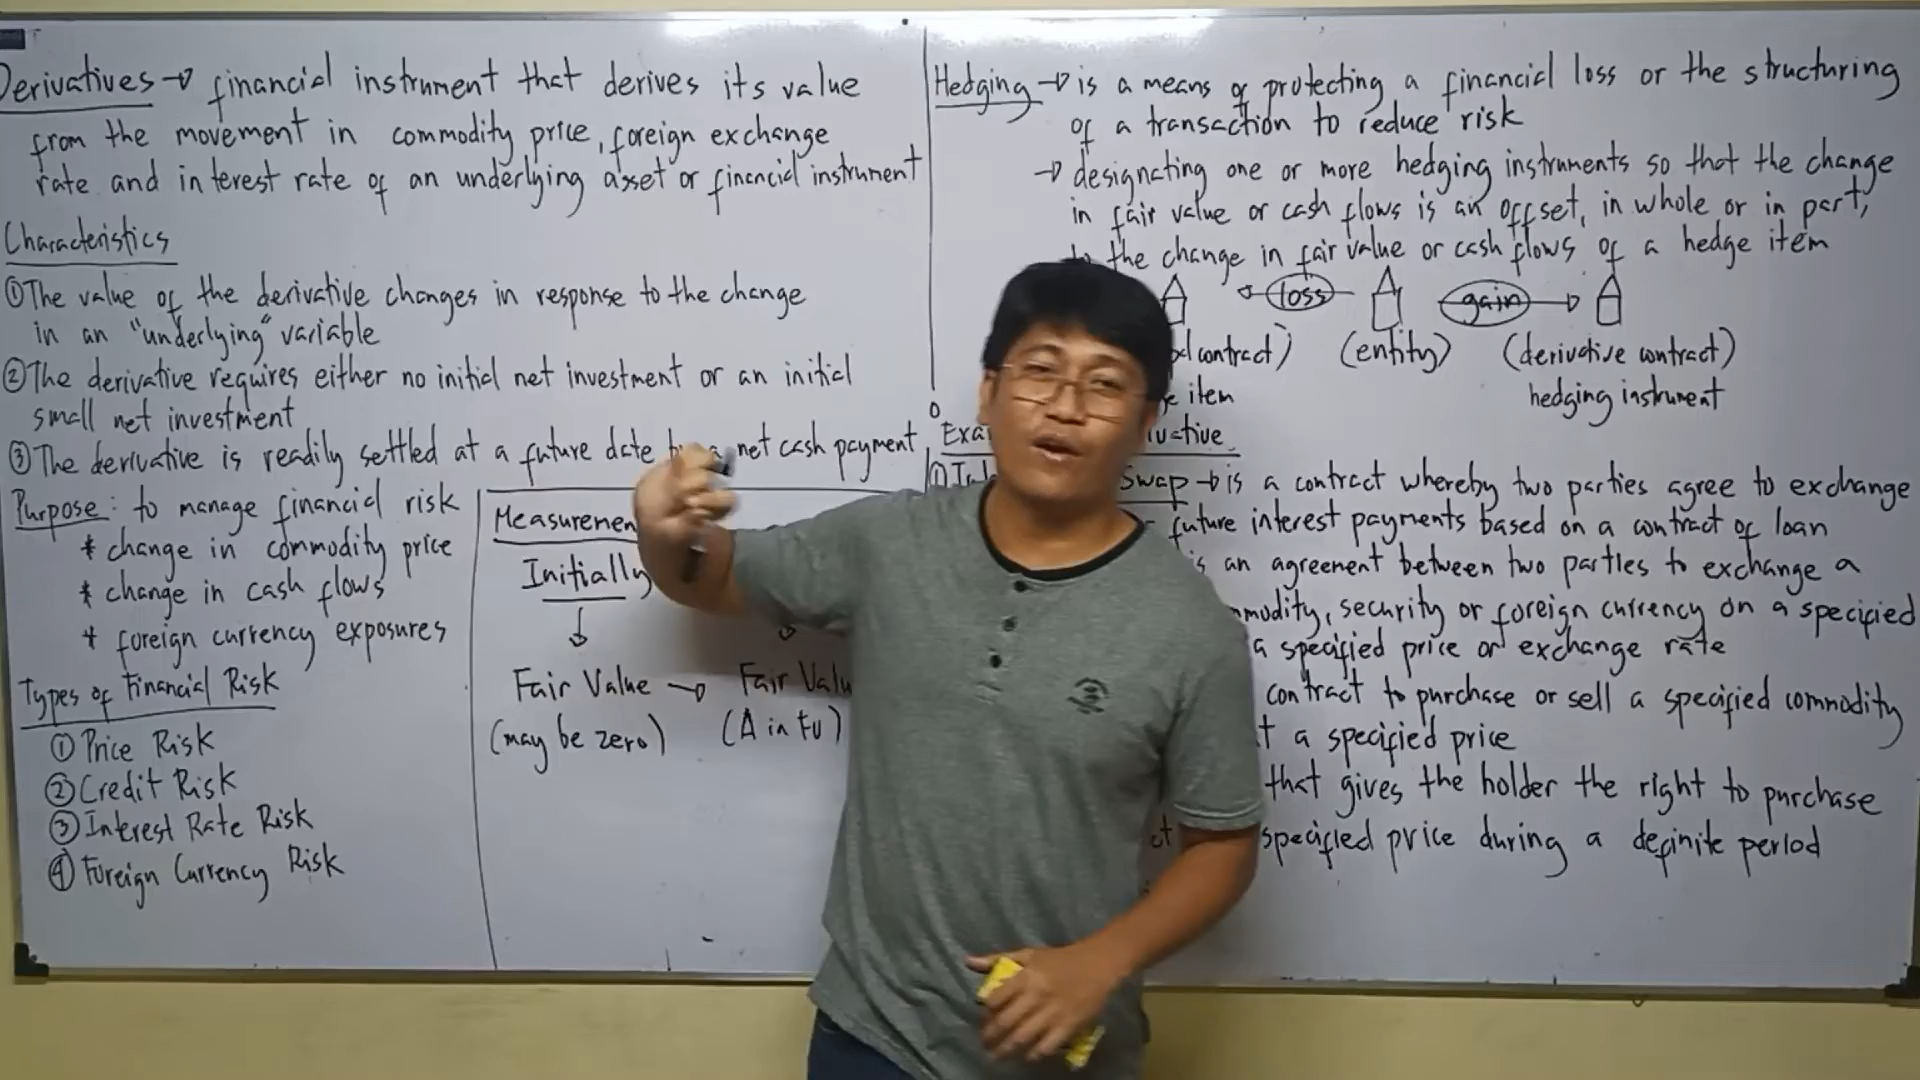 Derivatives → financial instrument that derives its value
from the movement in commodity price, foreign exchange
rate and interest rate of an underlying asset or financial instrument
Characteristics
① The value of the derivative changes in response to the change
in an "underlying" variable
② The derivative requires either no initial net investment or an initial
small net investment
③ The derivative is readily settled at a future date by a net cash payment
Purpose: to manage financial risk
* change in commodity price
* change in cash flows
* foreign currency exposures
Types of Financial Risk
① Price Risk
② Credit Risk
③ Interest Rate Risk
④ Foreign Currency Risk
Initially
Fair Value →
(may be zero)
Fair
(Δ in FV)
Hedging → is a means of protecting a financial loss or the structuring
of a transaction to reduce risk
→ designating one or more hedging instruments so that the change
in fair value or cash flows is an offset, in whole or in part,
to the change in fair value or cash flows of a hedge item
← loss gain →
contract) (entity) (derivative contract)
item hedging instrument
Swap → is a contract whereby two parties agree to exchange
future interest payments based on a contract of loan
is an agreement between two parties to exchange a
security or foreign currency on a specified
a specified price or exchange rate
contract to purchase or sell a specified commodity
a specified price
that gives the holder the right to purchase
specified price during a definite period